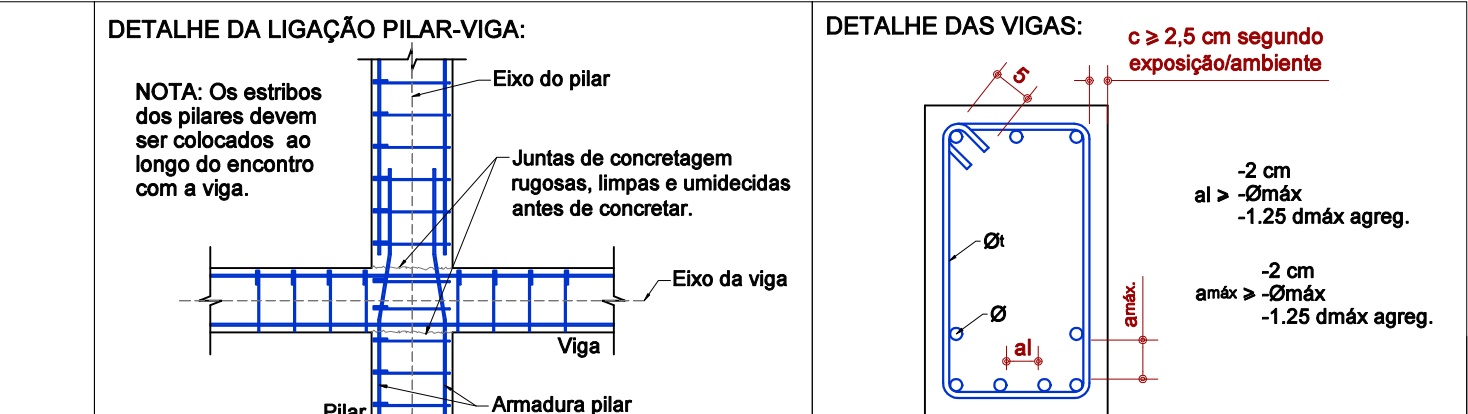 DETALHE DA LIGAÇÃO PILAR-VIGA:
NOTA: Os estribos
dos pilares devem
ser colocados ao
longo do encontro
com a viga.
Eixo do pilar
Juntas de concretagem
rugosas, limpas e umidecidas
antes de concretar.
Eixo da viga
Viga
Pilar
Armadura pilar
DETALHE DAS VIGAS:
c ⩾ 2,5 cm segundo
exposição/ambiente
5
Øt
Ø
al
amáx.
-2 cm
al ⩾ -Ømáx
-1.25 dmáx agreg.
-2 cm
amáx ⩾ -Ømáx
-1.25 dmáx agreg.